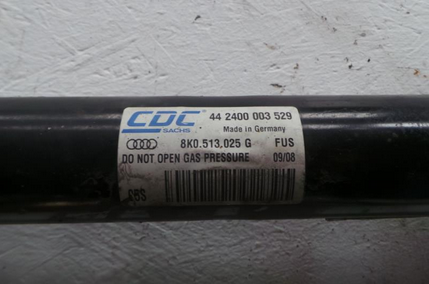 CDC 44 2400 003 529
SACHS Made in Germany
8K0.513.025 G FUS
DO NOT OPEN GAS PRESSURE 09/08